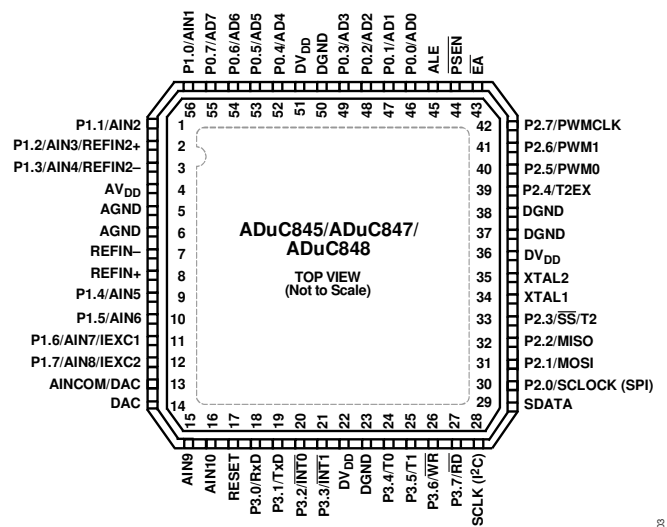 P1.0/AIN1
P0.7/AD7
P0.6/AD6
P0.5/AD5
P0.4/AD4
DVDD
DGND
P0.3/AD3
P0.2/AD2
P0.1/AD1
P0.0/AD0
ALE
PSEN
EA
56
55
54
53
52
51
50
49
48
47
46
45
44
43
P1.1/AIN2 1
P1.2/AIN3/REFIN2+ 2
P1.3/AIN4/REFIN2– 3
AVDD 4
AGND 5
AGND 6
REFIN– 7
REFIN+ 8
P1.4/AIN5 9
P1.5/AIN6 10
P1.6/AIN7/IEXC1 11
P1.7/AIN8/IEXC2 12
AINCOM/DAC 13
DAC 14
ADuC845/ADuC847/
ADuC848
TOP VIEW
(Not to Scale)
42 P2.7/PWMCLK
41 P2.6/PWM1
40 P2.5/PWM0
39 P2.4/T2EX
38 DGND
37 DGND
36 DVDD
35 XTAL2
34 XTAL1
33 P2.3/SS/T2
32 P2.2/MISO
31 P2.1/MOSI
30 P2.0/SCLOCK (SPI)
29 SDATA
15
16
17
18
19
20
21
22
23
24
25
26
27
28
AIN9
AIN10
RESET
P3.0/RxD
P3.1/TxD
P3.2/INT0
P3.3/INT1
DVDD
DGND
P3.4/T0
P3.5/T1
P3.6/WR
P3.7/RD
SCLK (I2C)